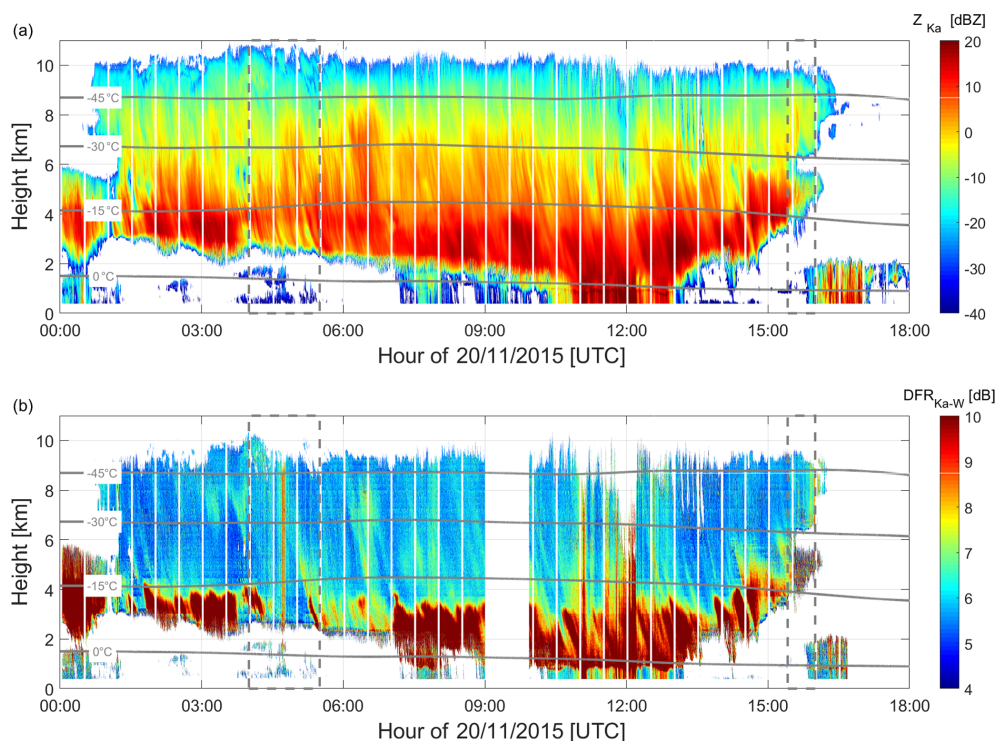 (a)
Z Ka [dBZ]
Height [km]
10
8
6
4
2
0
-45°C
-30°C
-15°C
0°C
20
10
0
-10
-20
-30
-40
00:00 03:00 06:00 09:00 12:00 15:00 18:00
Hour of 20/11/2015 [UTC]
(b)
DFR Ka-W [dB]
Height [km]
10
8
6
4
2
0
-45°C
-30°C
-15°C
0°C
10
9
8
7
6
5
4
00:00 03:00 06:00 09:00 12:00 15:00 18:00
Hour of 20/11/2015 [UTC]